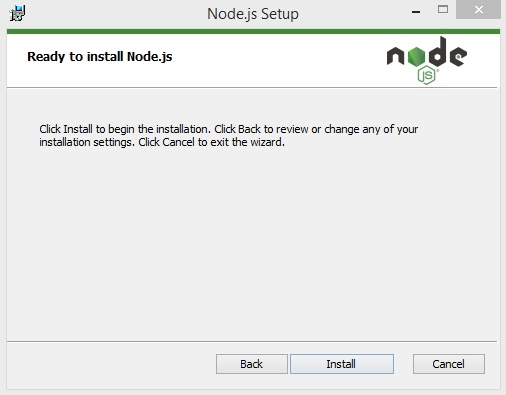 Node.js Setup
Ready to install Node.js
node
JS
Click Install to begin the installation. Click Back to review or change any of your
installation settings. Click Cancel to exit the wizard.
Back Install Cancel